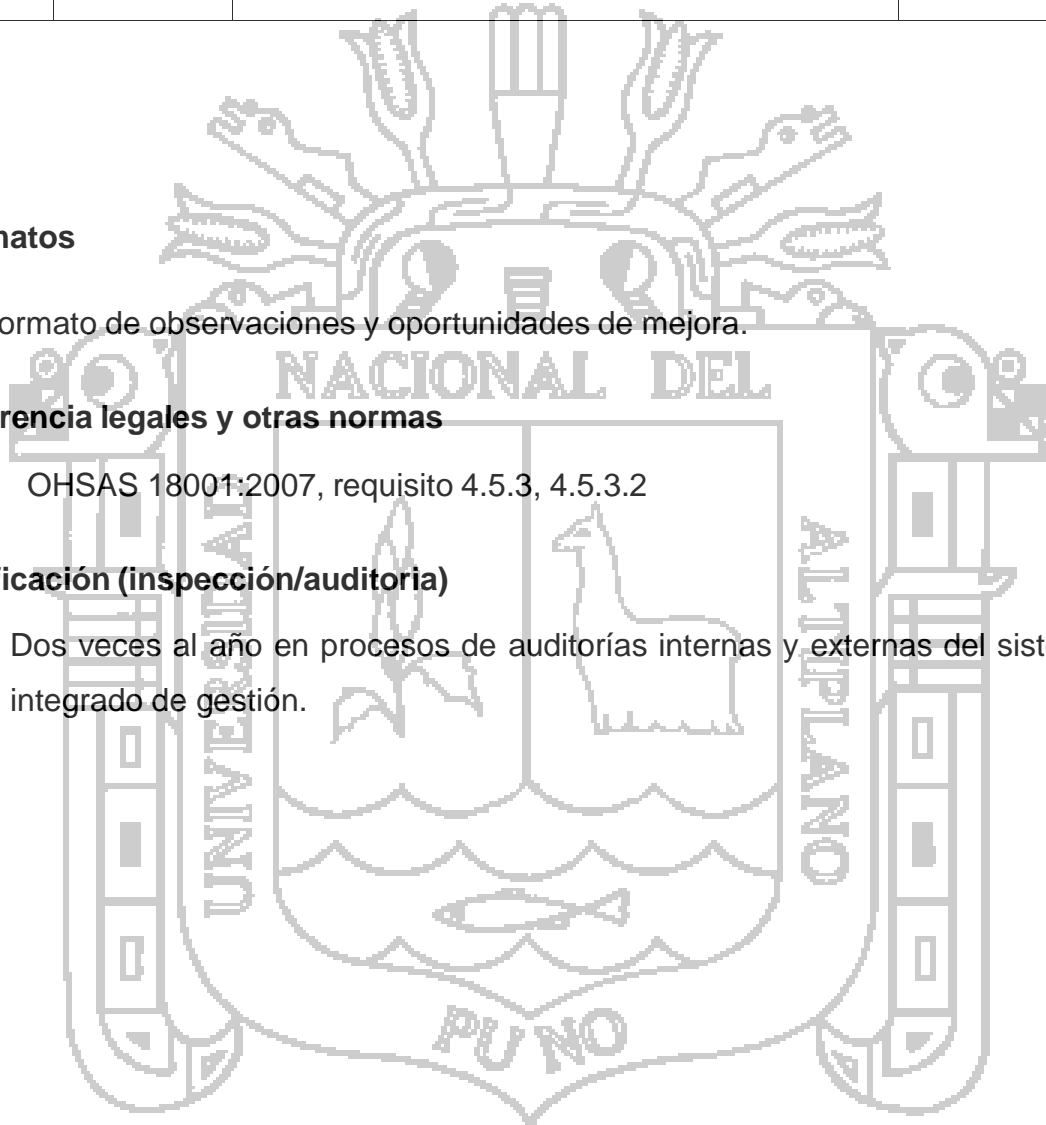 matos
ormato de observaciones y oportunidades de mejora.
NACIONAL DEL
rencia legales y otras normas
OHSAS 18001:2007, requisito 4.5.3, 4.5.3.2
ficación (inspección/auditoria)
Dos veces al año en procesos de auditorías internas y externas del siste
integrado de gestión.
UNIVERSIDAD
ALTIPLANO
PUNO